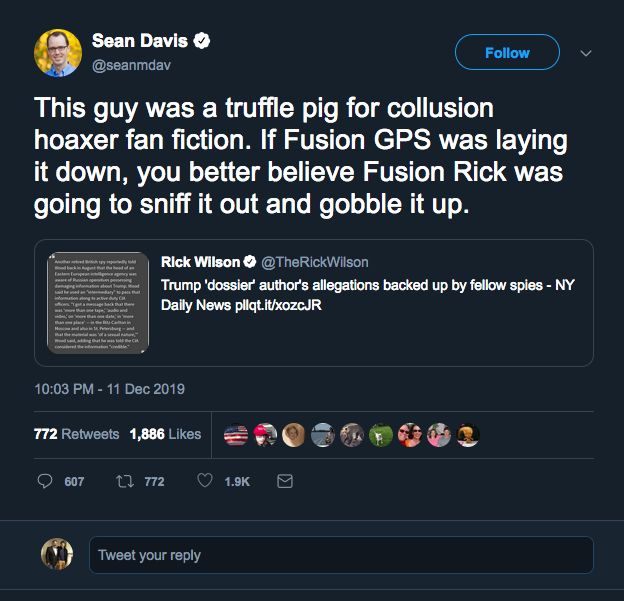 Sean Davis
@seanmdav
Follow
This guy was a truffle pig for collusion
hoaxer fan fiction. If Fusion GPS was laying
it down, you better believe Fusion Rick was
going to sniff it out and gobble it up.
Another retired British spy reportedly told
Wood back in August that the head of an
Eastern European intelligence agency was
aware of Russian operatives possessing
damaging information about Trump. Wood
said he used an "intermediary" to pass that
information along to active duty CIA
officers. "I got a message back that there
was 'more than one tape,' 'audio and
video,' on 'more than one date,' in 'more
than one place' — in the Ritz-Carlton in
Moscow and also in St. Petersburg — and
that the material was 'of a sexual nature,'"
Wood said, adding that he was told the CIA
considered the information "credible."
Rick Wilson @TheRickWilson
Trump 'dossier' author's allegations backed up by fellow spies - NY
Daily News pllqt.it/xozcJR
10:03 PM - 11 Dec 2019
772 Retweets 1,886 Likes
607 772 1.9K
Tweet your reply